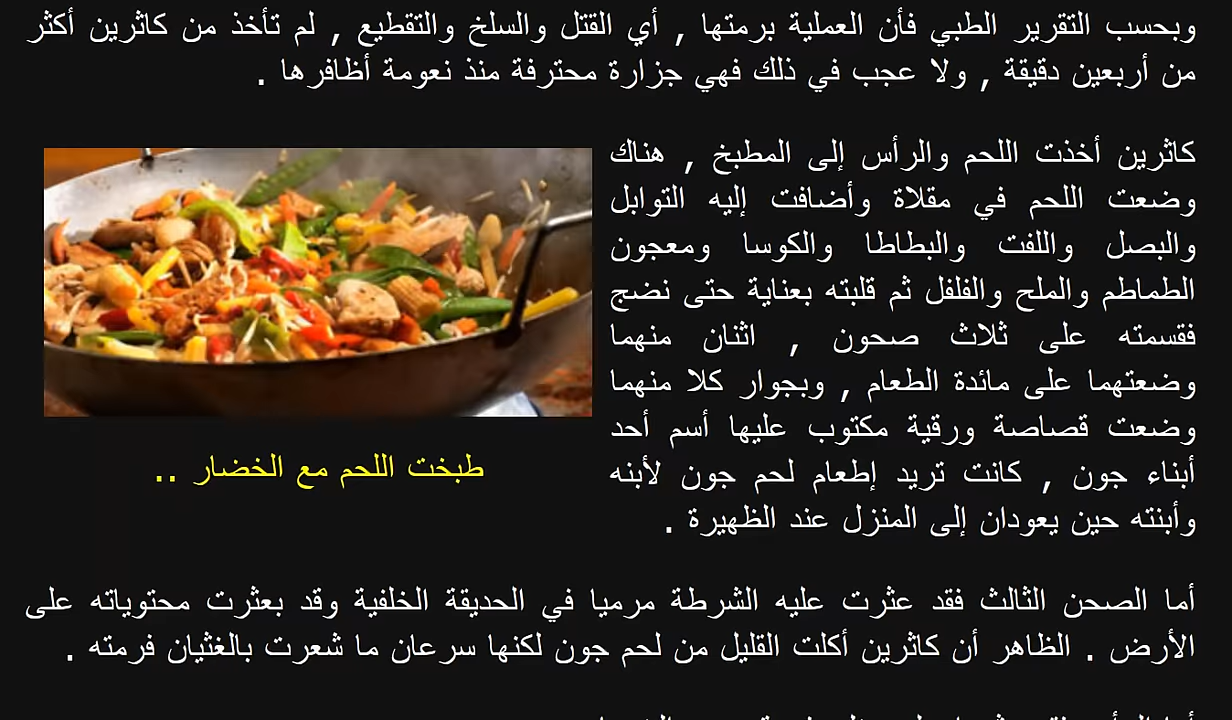 وبحسب التقرير الطبي فأن العملية برمتها , أي القتل والسلخ والتقطيع , لم تأخذ من كاثرين أكثر
من أربعين دقيقة , ولا عجب في ذلك فهي جزارة محترفة منذ نعومة أظافرها .
كاثرين أخذت اللحم والرأس إلى المطبخ , هناك
وضعت اللحم في مقلاة وأضافت إليه التوابل
والبصل واللفت والبطاطا والكوسا ومعجون
الطماطم والملح والفلفل ثم قلبته بعناية حتى نضج
فقسمته على ثلاث صحون , اثنان منهما
وضعتهما على مائدة الطعام , وبجوار كلا منهما
وضعت قصاصة ورقية مكتوب عليها أسم أحد
أبناء جون , كانت تريد إطعام لحم جون لأبنه
وأبنته حين يعودان إلى المنزل عند الظهيرة .
طبخت اللحم مع الخضار ..
أما الصحن الثالث فقد عثرت عليه الشرطة مرميا في الحديقة الخلفية وقد بعثرت محتوياته على
الأرض . الظاهر أن كاثرين أكلت القليل من لحم جون لكنها سرعان ما شعرت بالغثيان فرمته .